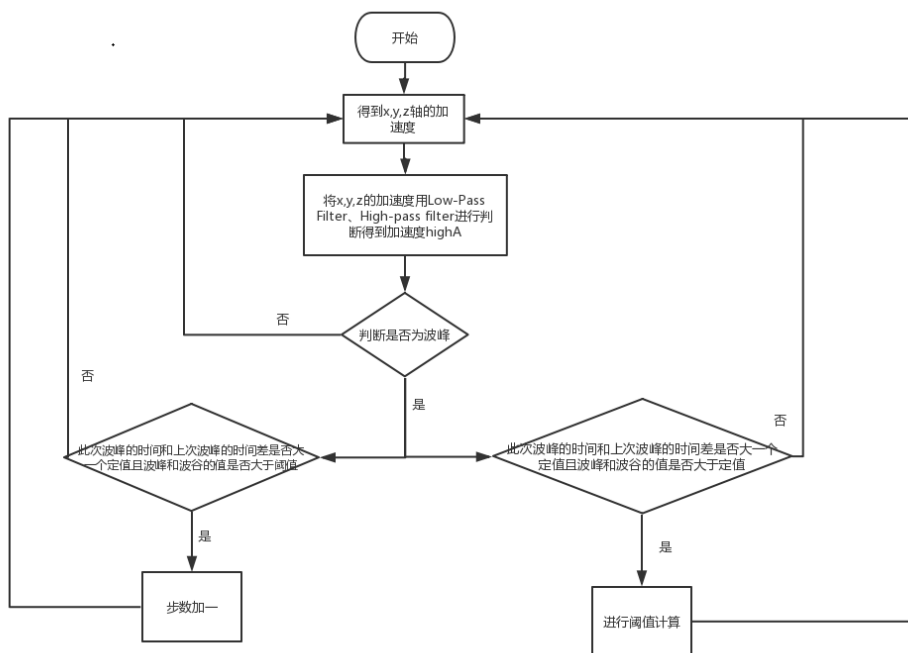 开始
得到x,y,z轴的加
速度
将x,y,z的加速度用Low-Pass
Filter、High-pass filter进行判
断得到加速度highA
否
判断是否为波峰
否
是
否
此次波峰的时间和上次波峰的时间差是否大
一个定值且波峰和波谷的值是否大于阈值
此次波峰的时间和上次波峰的时间差是否大一个
定值且波峰和波谷的值是否大于定值
是
是
步数加一
进行阈值计算